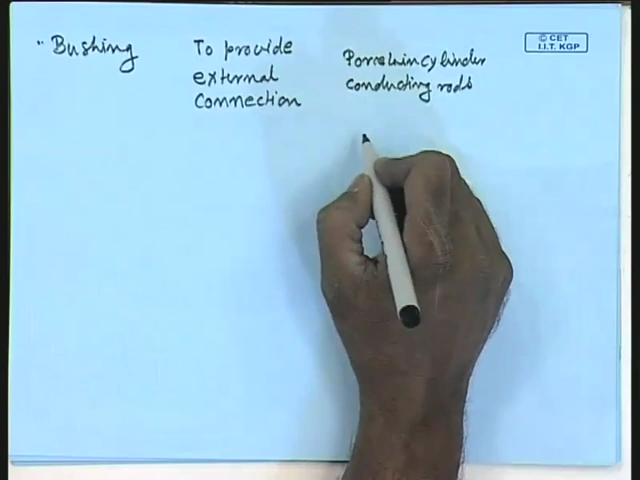 " Bushing
To provide
external
Connection
Porcelain cylinder
conducting rods
© CET
I.I.T. KGP